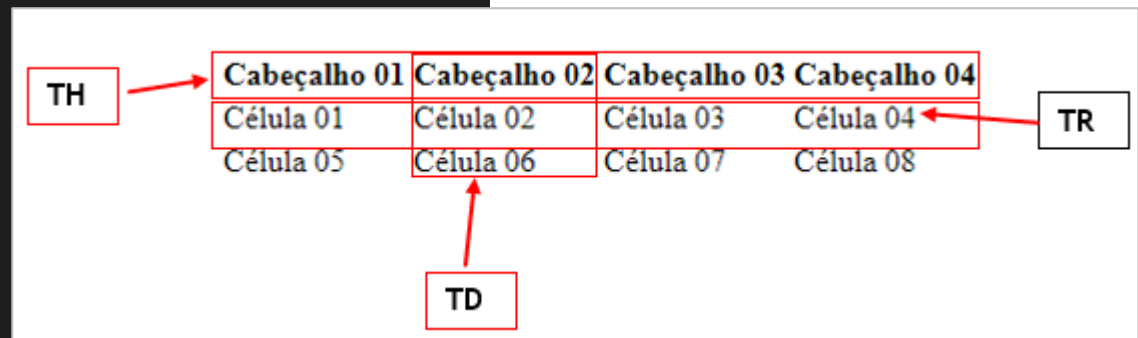 Cabeçalho 01 Cabeçalho 02 Cabeçalho 03 Cabeçalho 04
TH
Célula 01 Célula 02 Célula 03 Célula 04
TR
Célula 05 Célula 06 Célula 07 Célula 08
TD